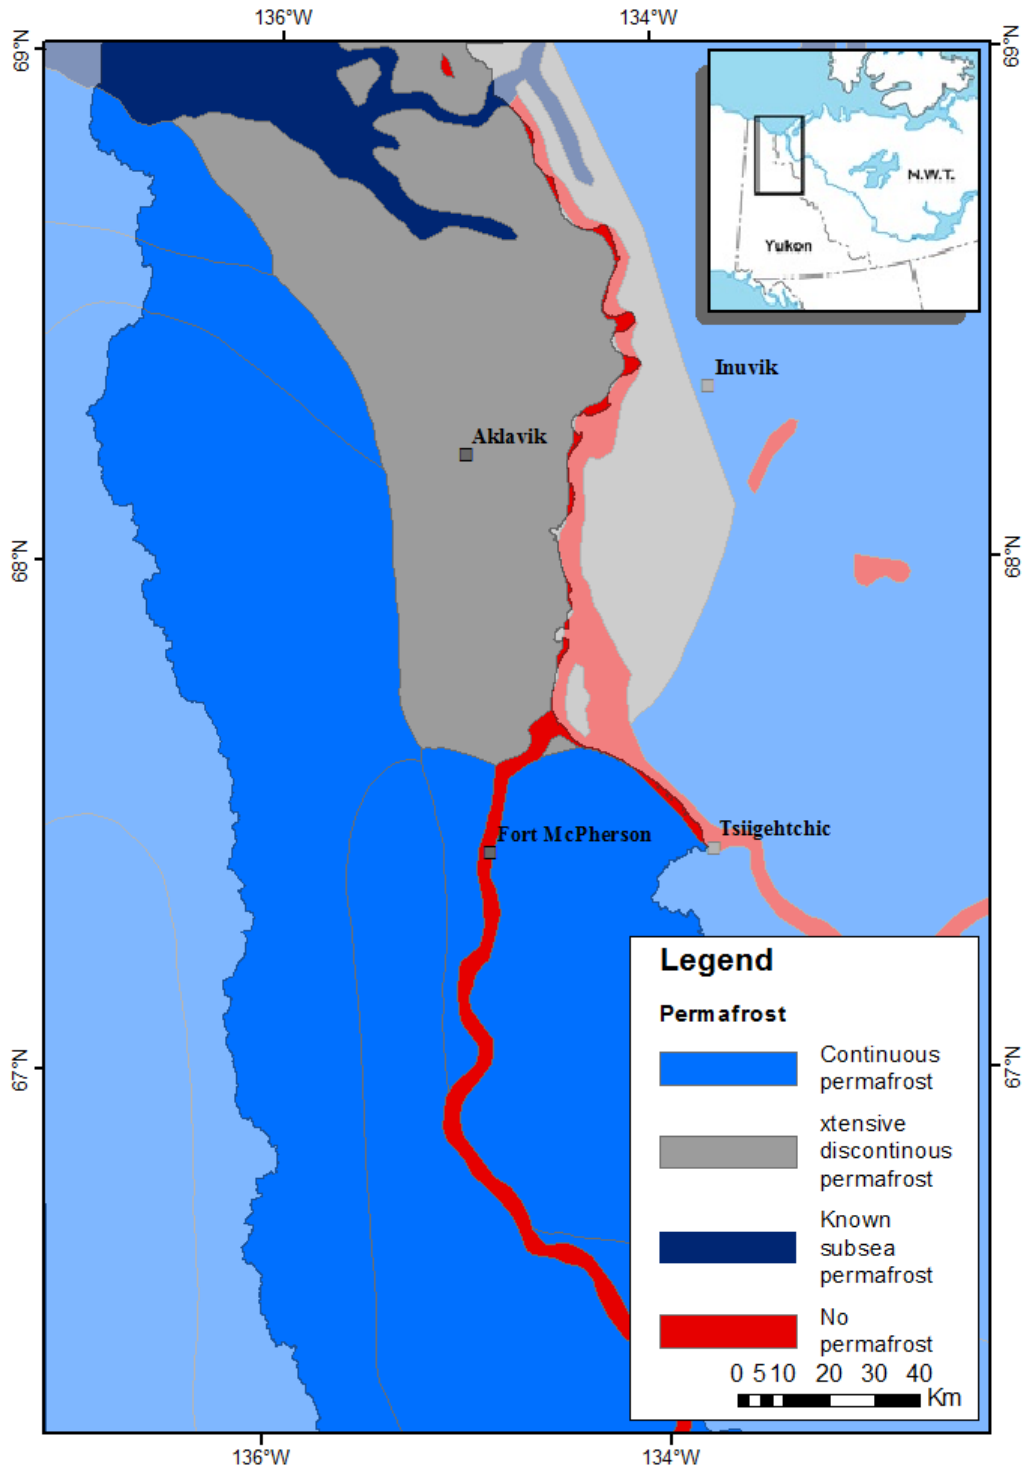 136°W
134°W
69°N
69°N
N.W.T.
Yukon
Inuvik
Aklavik
68°N
68°N
Fort McPherson
Tsiigehtchic
Legend
Permafrost
Continuous
permafrost
xtensive
discontinous
permafrost
Known
subsea
permafrost
No
permafrost
0 5 10 20 30 40
Km
67°N
67°N
136°W
134°W